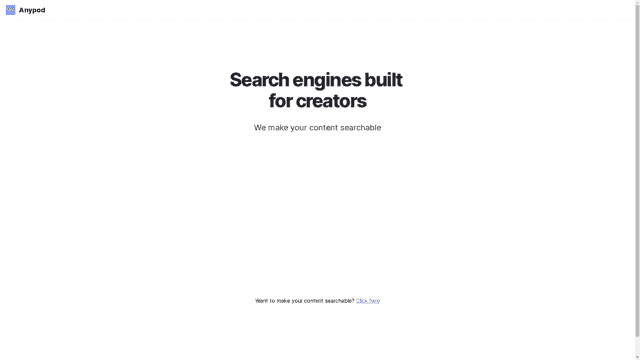 Anypod
Search engines built
for creators
We make your content searchable
Want to make your content searchable? Click here